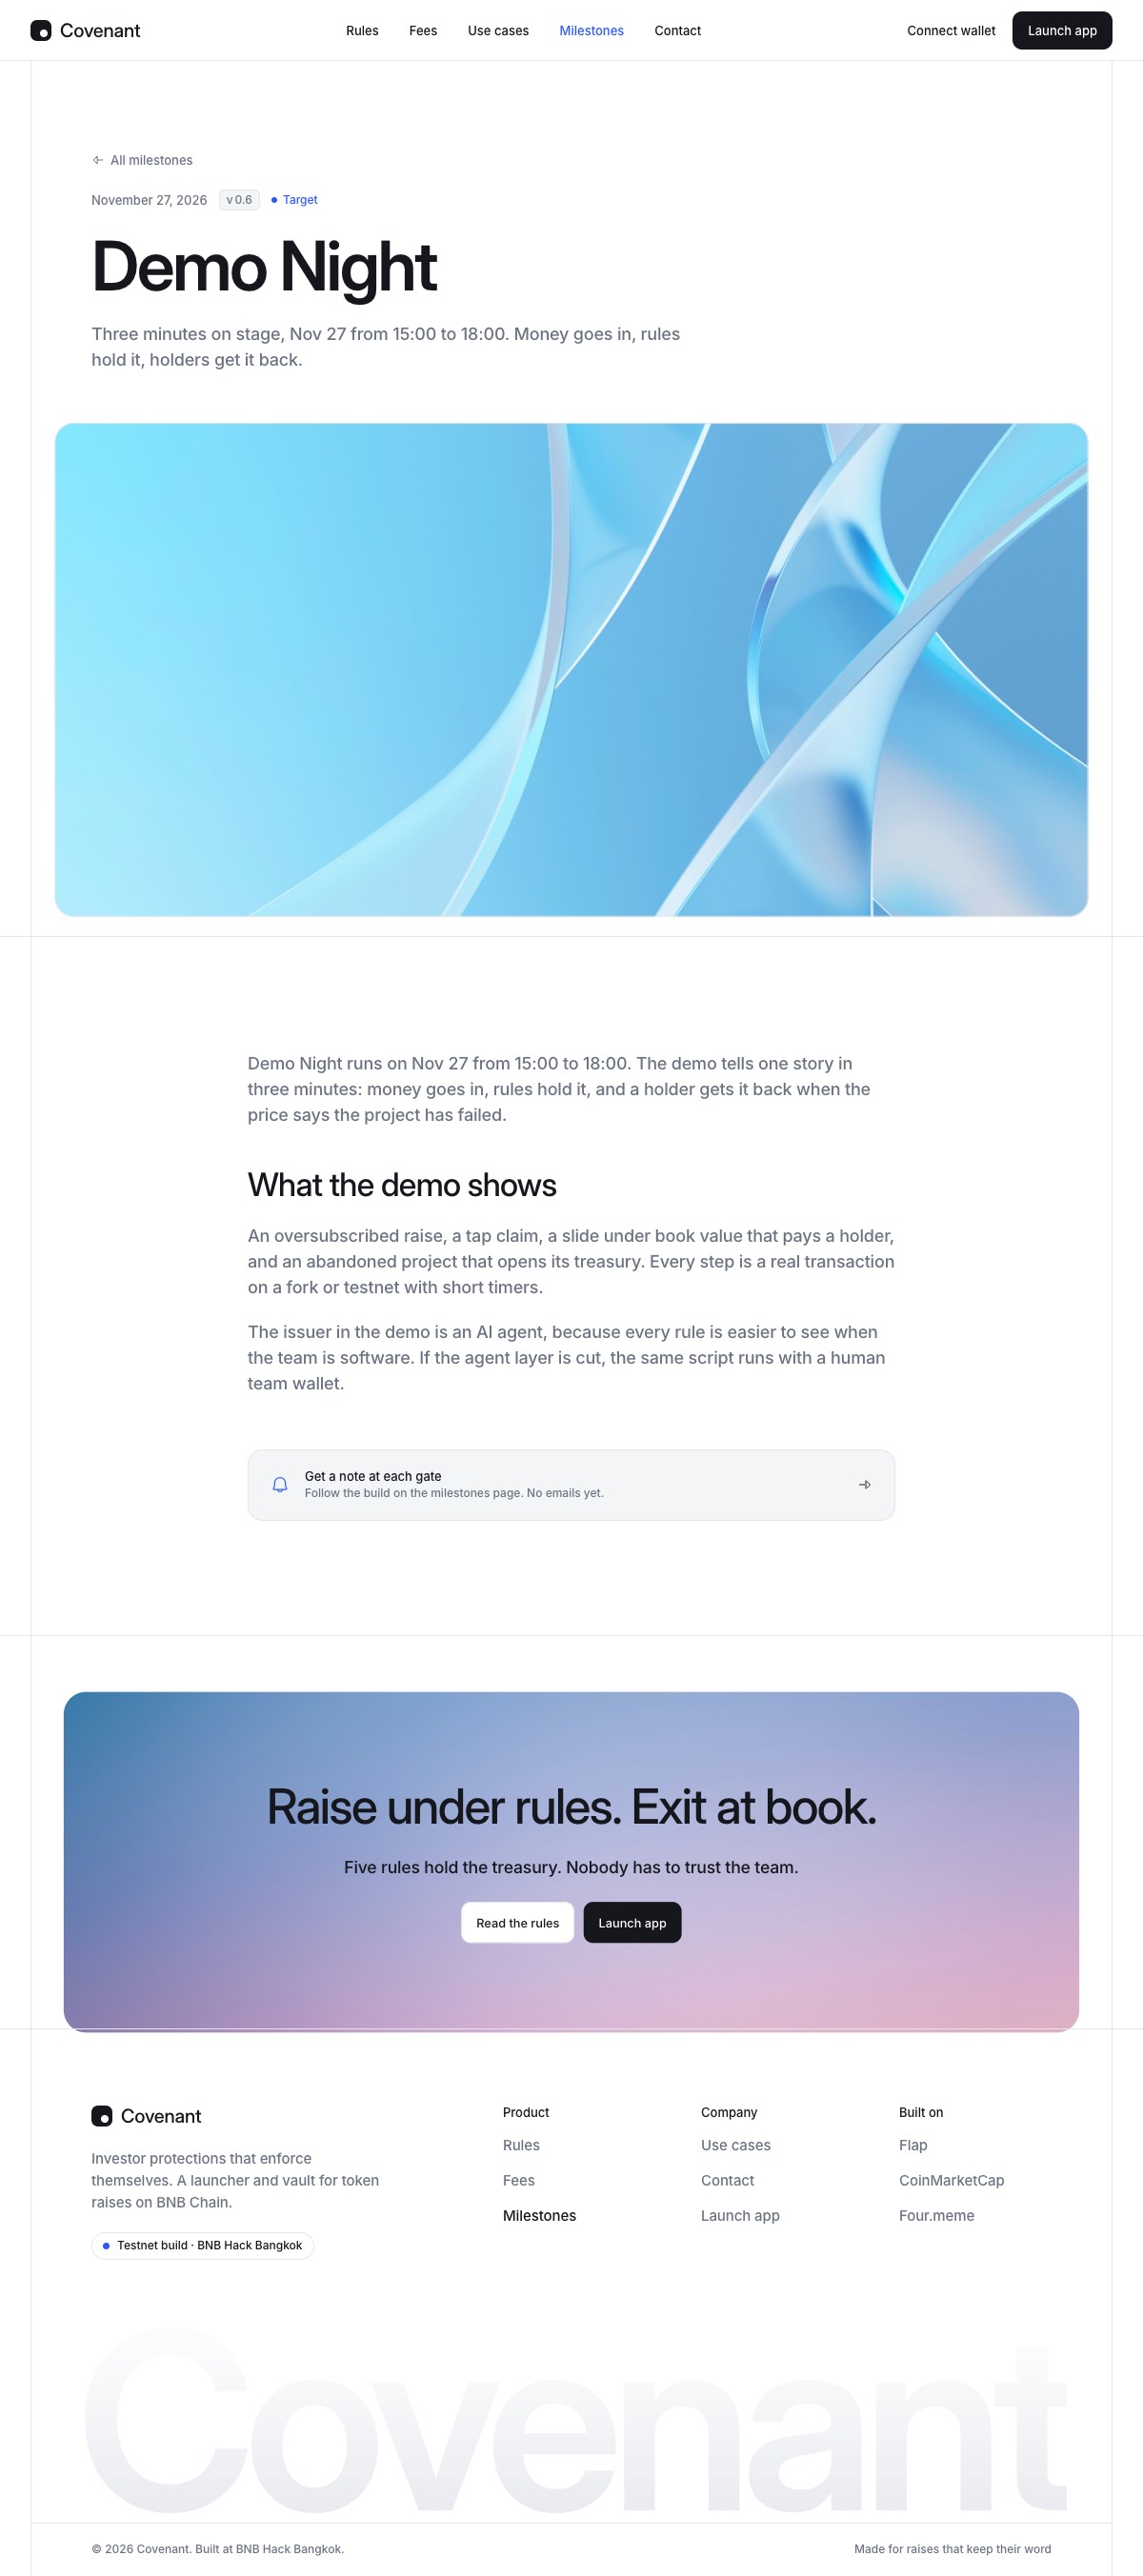 Covenant
Rules
Fees
Use cases
Milestones
Contact
Connect wallet
Launch app
All milestones
November 27, 2026
v 0.6
Target
Demo Night
Three minutes on stage, Nov 27 from 15:00 to 18:00. Money goes in, rules
hold it, holders get it back.
Demo Night runs on Nov 27 from 15:00 to 18:00. The demo tells one story in
three minutes: money goes in, rules hold it, and a holder gets it back when the
price says the project has failed.
What the demo shows
An oversubscribed raise, a tap claim, a slide under book value that pays a holder,
and an abandoned project that opens its treasury. Every step is a real transaction
on a fork or testnet with short timers.
The issuer in the demo is an AI agent, because every rule is easier to see when
the team is software. If the agent layer is cut, the same script runs with a human
team wallet.
Get a note at each gate
Follow the build on the milestones page. No emails yet.
Raise under rules. Exit at book.
Five rules hold the treasury. Nobody has to trust the team.
Read the rules
Launch app
Covenant
Investor protections that enforce
themselves. A launcher and vault for token
raises on BNB Chain.
Testnet build · BNB Hack Bangkok
Product
Rules
Fees
Milestones
Company
Use cases
Contact
Launch app
Built on
Flap
CoinMarketCap
Four.meme
Covenant
© 2026 Covenant. Built at BNB Hack Bangkok.
Made for raises that keep their word